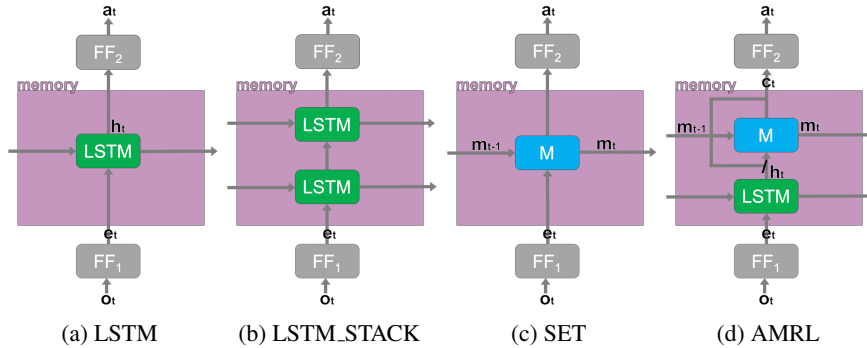 aₜ aₜ aₜ aₜ
FF₂ FF₂ FF₂ FF₂
memory memory memory memory
cₜ
hₜ LSTM
LSTM mₜ₋₁ M mₜ mₜ₋₁ M mₜ
LSTM / hₜ
LSTM
eₜ eₜ eₜ eₜ
FF₁ FF₁ FF₁ FF₁
oₜ oₜ oₜ oₜ
(a) LSTM (b) LSTM_STACK (c) SET (d) AMRL